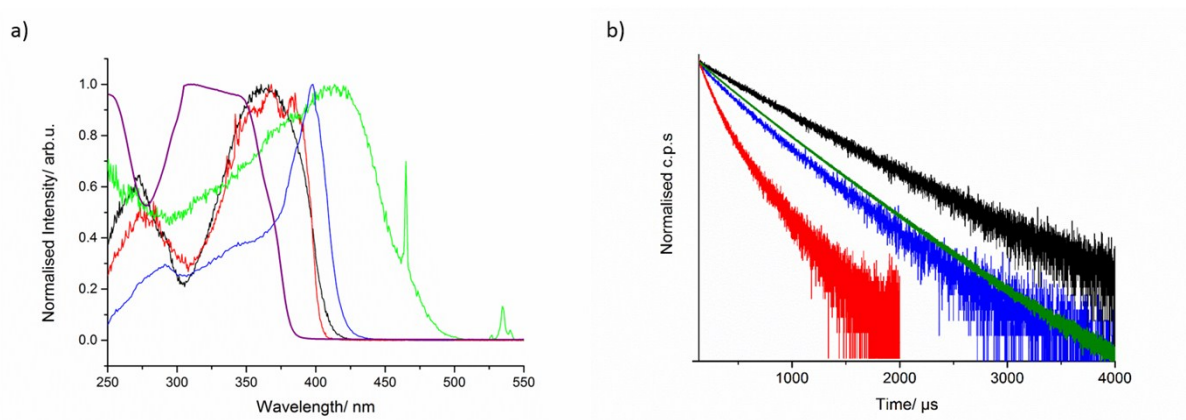 a)
Normalised Intensity/ arb.u.
1.0
0.8
0.6
0.4
0.2
0.0
250
300
350
400
450
500
550
Wavelength/ nm
b)
Normalised c.p.s
1000
2000
3000
4000
Time/ µs